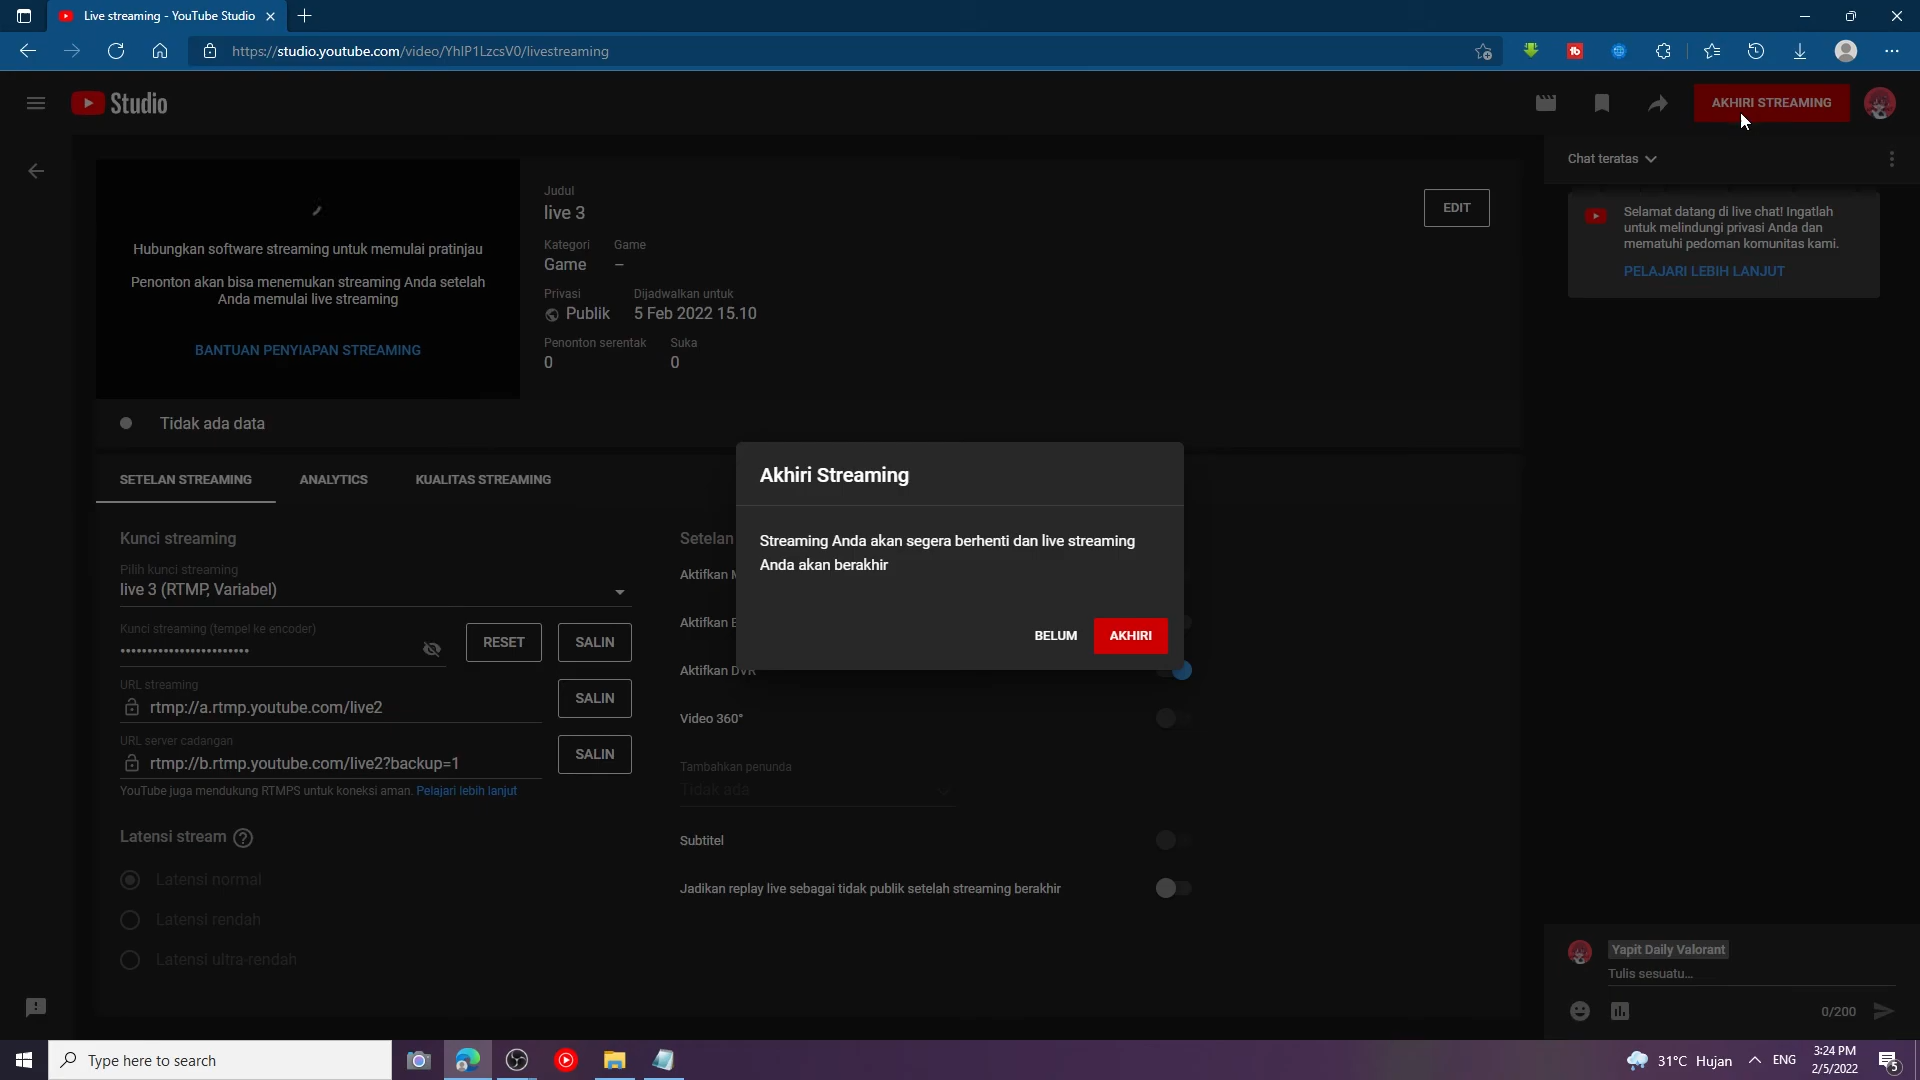 Live streaming - YouTube Studio
https://studio.youtube.com/video/YhlP1LzcsV0/livestreaming
Studio
AKHIRI STREAMING
Chat teratas
Selamat datang di live chat! Ingatlah
untuk melindungi privasi Anda dan
mematuhi pedoman komunitas kami.
PELAJARI LEBIH LANJUT
Hubungkan software streaming untuk memulai pratinjau
Penonton akan bisa menemukan streaming Anda setelah
Anda memulai live streaming
BANTUAN PENYIAPAN STREAMING
Judul
live 3
EDIT
Kategori Game
Game –
Privasi Dijadwalkan untuk
Publik 5 Feb 2022 15.10
Penonton serentak Suka
0 0
Tidak ada data
SETELAN STREAMING ANALYTICS KUALITAS STREAMING
Akhiri Streaming
Streaming Anda akan segera berhenti dan live streaming
Anda akan berakhir
BELUM AKHIRI
Kunci streaming
Pilih kunci streaming
live 3 (RTMP, Variabel)
Kunci streaming (tempel ke encoder)
••••••••••••••••••••••••
RESET SALIN
URL streaming
rtmp://a.rtmp.youtube.com/live2
SALIN
URL server cadangan
rtmp://b.rtmp.youtube.com/live2?backup=1
SALIN
YouTube juga mendukung RTMPS untuk koneksi aman. Pelajari lebih lanjut
Latensi stream
Latensi normal
Latensi rendah
Latensi ultra-rendah
Setelan
Aktifkan
Aktifkan
Aktifkan DVR
Video 360°
Tambahkan penunda
Tidak ada
Subtitel
Jadikan replay live sebagai tidak publik setelah streaming berakhir
Yapit Daily Valorant
Tulis sesuatu...
0/200
Type here to search
31°C Hujan
ENG
3:24 PM
2/5/2022
5